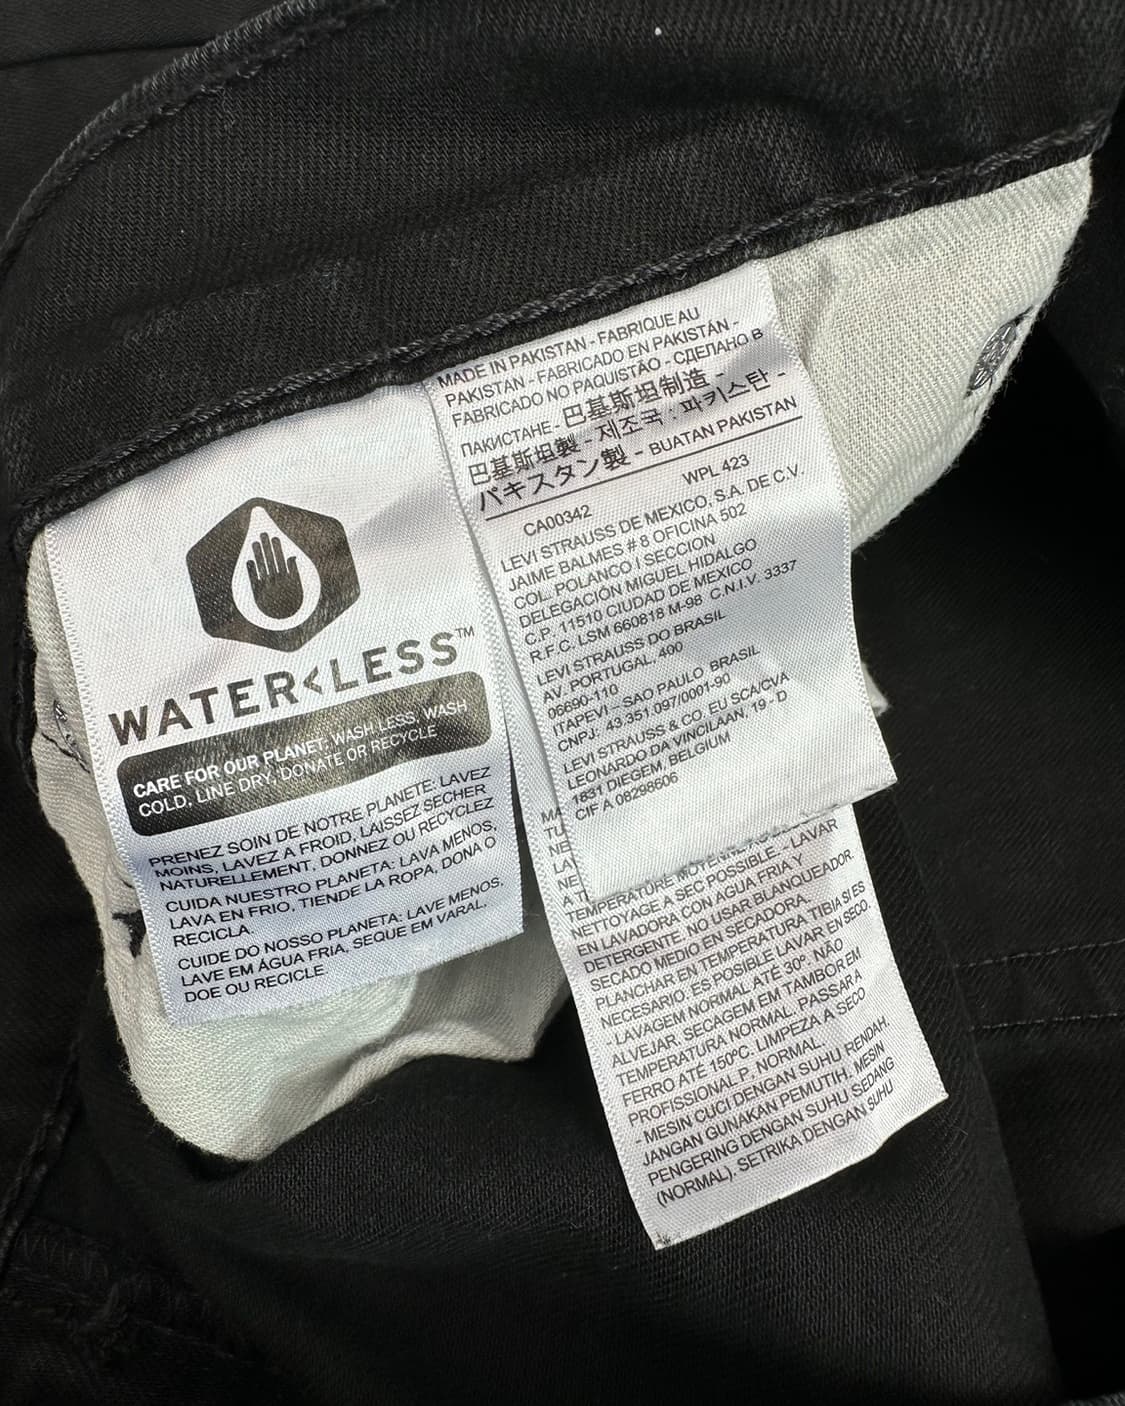 WATER<LESS™
CARE FOR OUR PLANET: WASH LESS, WASH
COLD, LINE DRY, DONATE OR RECYCLE
PRENEZ SOIN DE NOTRE PLANETE: LAVEZ
MOINS, LAVEZ A FROID, LAISSEZ SECHER
NATURELLEMENT, DONNEZ OU RECYCLEZ
CUIDA NUESTRO PLANETA: LAVA MENOS,
LAVA EN FRIO, TIENDE LA ROPA, DONA O
RECICLA.
CUIDE DO NOSSO PLANETA: LAVE MENOS,
LAVE EM ÁGUA FRIA, SEQUE EM VARAL,
DOE OU RECICLE.
MADE IN PAKISTAN - FABRIQUE AU
PAKISTAN - FABRICADO EN PAKISTÁN -
FABRICADO NO PAQUISTÃO - СДЕЛАНО В
ПАКИСТАНЕ - 巴基斯坦制造 -
巴基斯坦製 - 제조국 : 파키스탄 -
パキスタン製 - BUATAN PAKISTAN
WPL 423
CA00342
LEVI STRAUSS DE MEXICO, S.A. DE C.V.
JAIME BALMES # 8 OFICINA 502
COL. POLANCO I SECCION
DELEGACIÓN MIGUEL HIDALGO
C.P. 11510 CIUDAD DE MEXICO
R.F.C. LSM 660818 M-98 C.N.I.V. 3337
LEVI STRAUSS DO BRASIL
AV. PORTUGAL, 400
06690-110
ITAPEVI - SAO PAULO BRASIL
CNPJ: 43.351.097/0001-90
LEVI STRAUSS & CO. EU SCA/CVA
LEONARDO DA VINCILAAN, 19 - D
1831 DIEGEM, BELGIUM
CIF A 08298606
TEMPÉRATURE MOYENNE
NETTOYAGE A SEC POSSIBLE - LAVAR
EN LAVADORA CON AGUA FRIA Y
DETERGENTE. NO USAR BLANQUEADOR.
SECADO MEDIO EN SECADORA.
PLANCHAR EN TEMPERATURA TIBIA SI ES
NECESARIO. ES POSIBLE LAVAR EN SECO.
- LAVAGEM NORMAL ATÉ 30º. NÃO
ALVEJAR. SECAGEM EM TAMBOR EM
TEMPERATURA NORMAL. PASSAR A
FERRO ATÉ 150ºC. LIMPEZA A SECO
PROFISSIONAL P, NORMAL.
- MESIN CUCI DENGAN SUHU RENDAH.
JANGAN GUNAKAN PEMUTIH. MESIN
PENGERING DENGAN SUHU SEDANG
(NORMAL). SETRIKA DENGAN SUHU